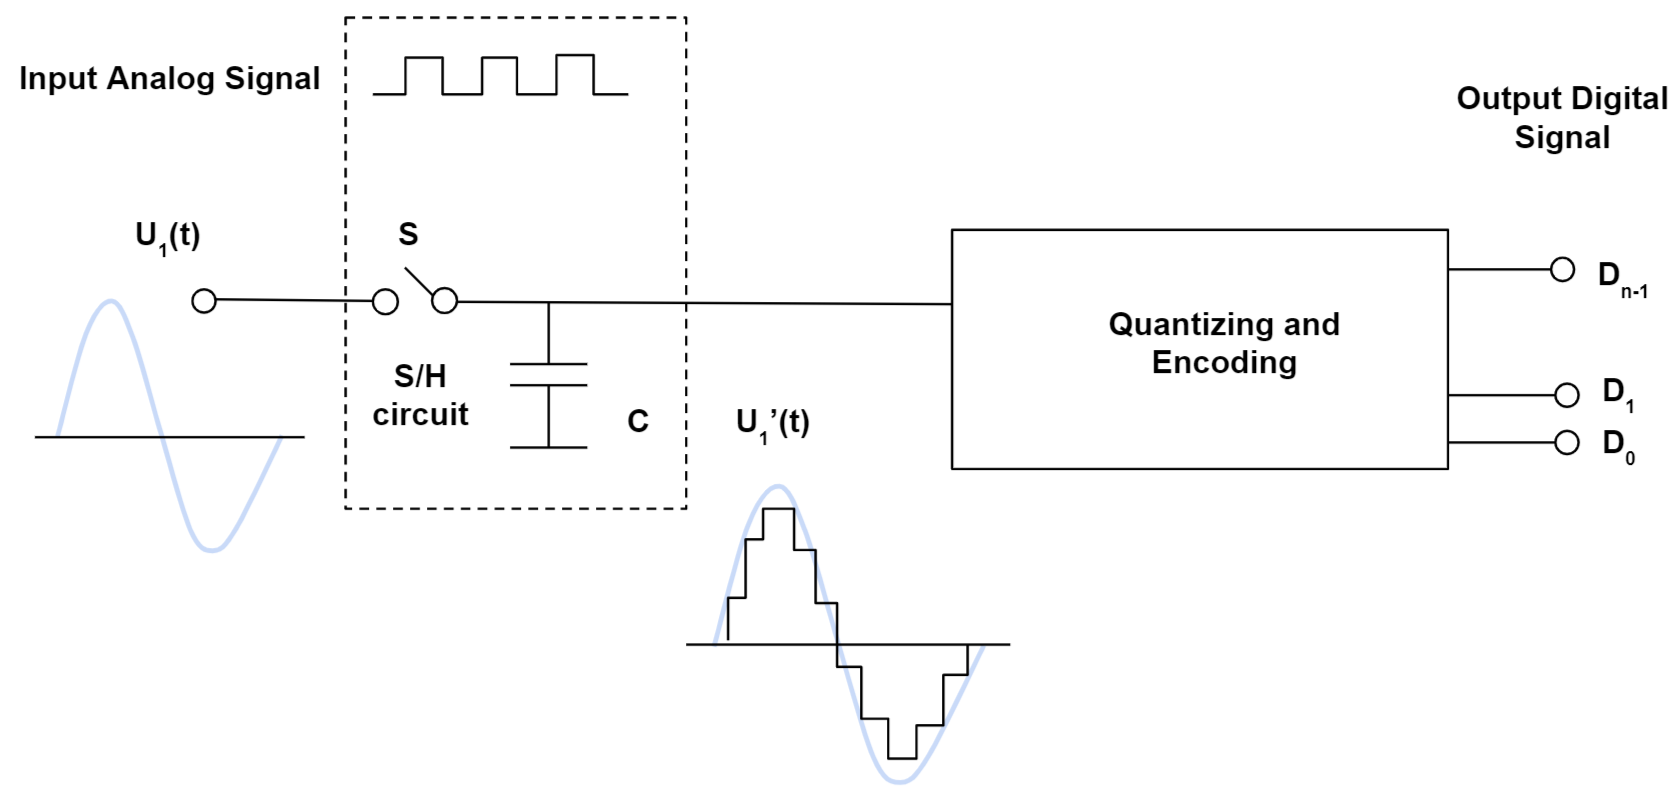 Input Analog Signal
Output Digital
Signal
U₁(t)
S
S/H
circuit
C
U₁’(t)
Quantizing and
Encoding
Dₙ₋₁
D₁
D₀